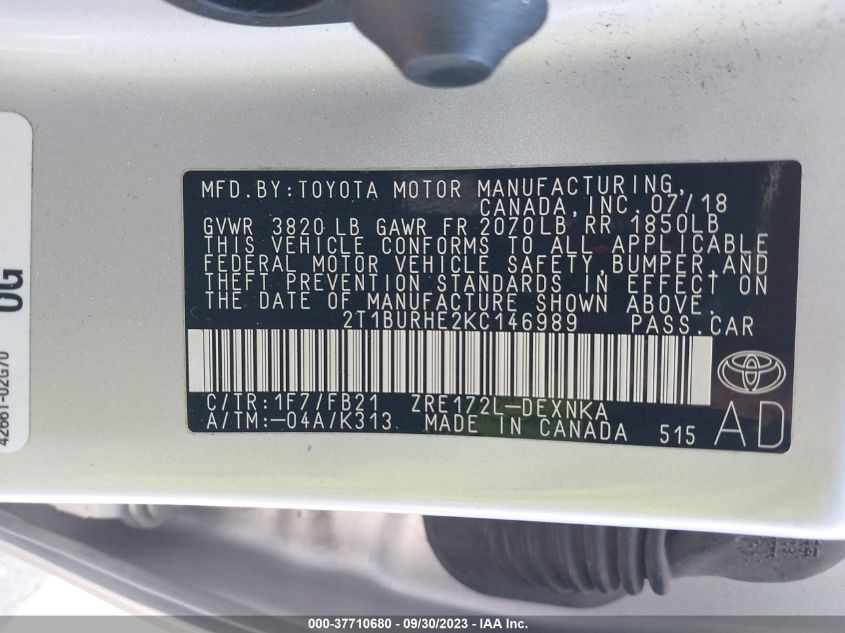 MFD.BY:TOYOTA MOTOR MANUFACTURING,
CANADA,INC. 07/18
GVWR 3820 LB GAWR FR 2070LB RR 1850LB
THIS VEHICLE CONFORMS TO ALL APPLICABLE
FEDERAL MOTOR VEHICLE SAFETY,BUMPER,AND
THEFT PREVENTION STANDARDS IN EFFECT ON
THE DATE OF MANUFACTURE SHOWN ABOVE.
2T1BURHE2KC146989 PASS.CAR
C/TR:1F7/FB21 ZRE172L-DEXNKA
A/TM:-04A/K313 MADE IN CANADA 515
AD
0G
42661-02G70
000-37710680 - 09/30/2023 - IAA Inc.